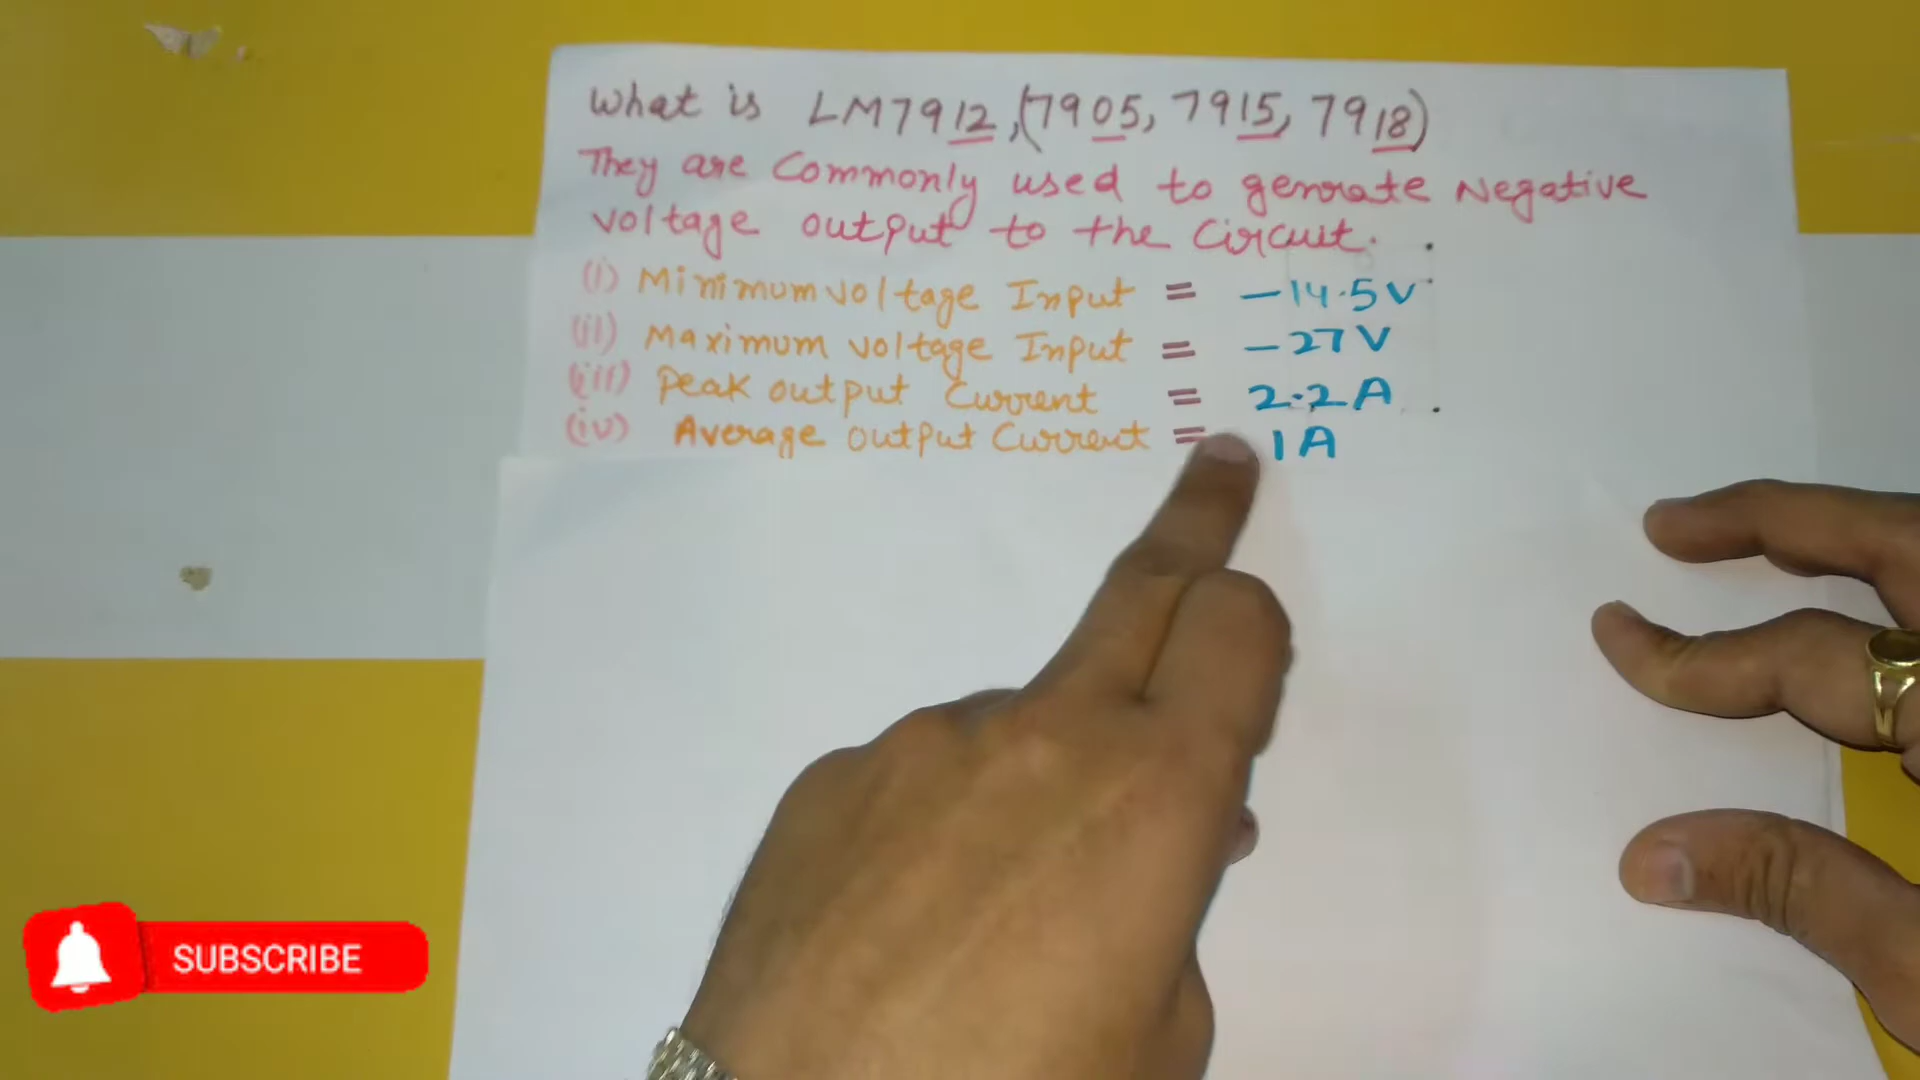 What is LM7912,(7905, 7915, 7918)
They are Commonly used to genrate Negative
voltage output to the Circuit.
(i) Minimum voltage Input = -14.5V
(ii) Maximum voltage Input = -27V
(iii) Peak output Current = 2.2A
(iv) Average output Current = 1A
SUBSCRIBE